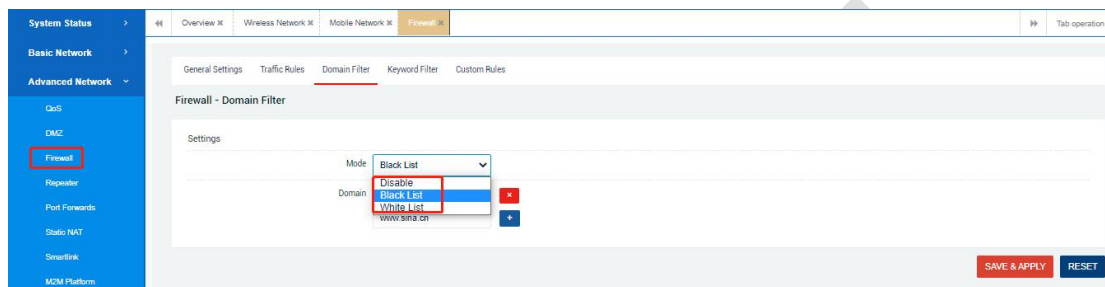 System Status
Overview
Wireless Network
Mobile Network
Firewall
Tab operation
Basic Network
Advanced Network
General Settings
Traffic Rules
Domain Filter
Keyword Filter
Custom Rules
Firewall - Domain Filter
QoS
DMZ
Settings
Firewall
Mode
Black List
Repeater
Domain
Disable
Black List
White List
www.sina.cn
Port Forwards
Static NAT
Smartlink
SAVE & APPLY
RESET
M2M Platform